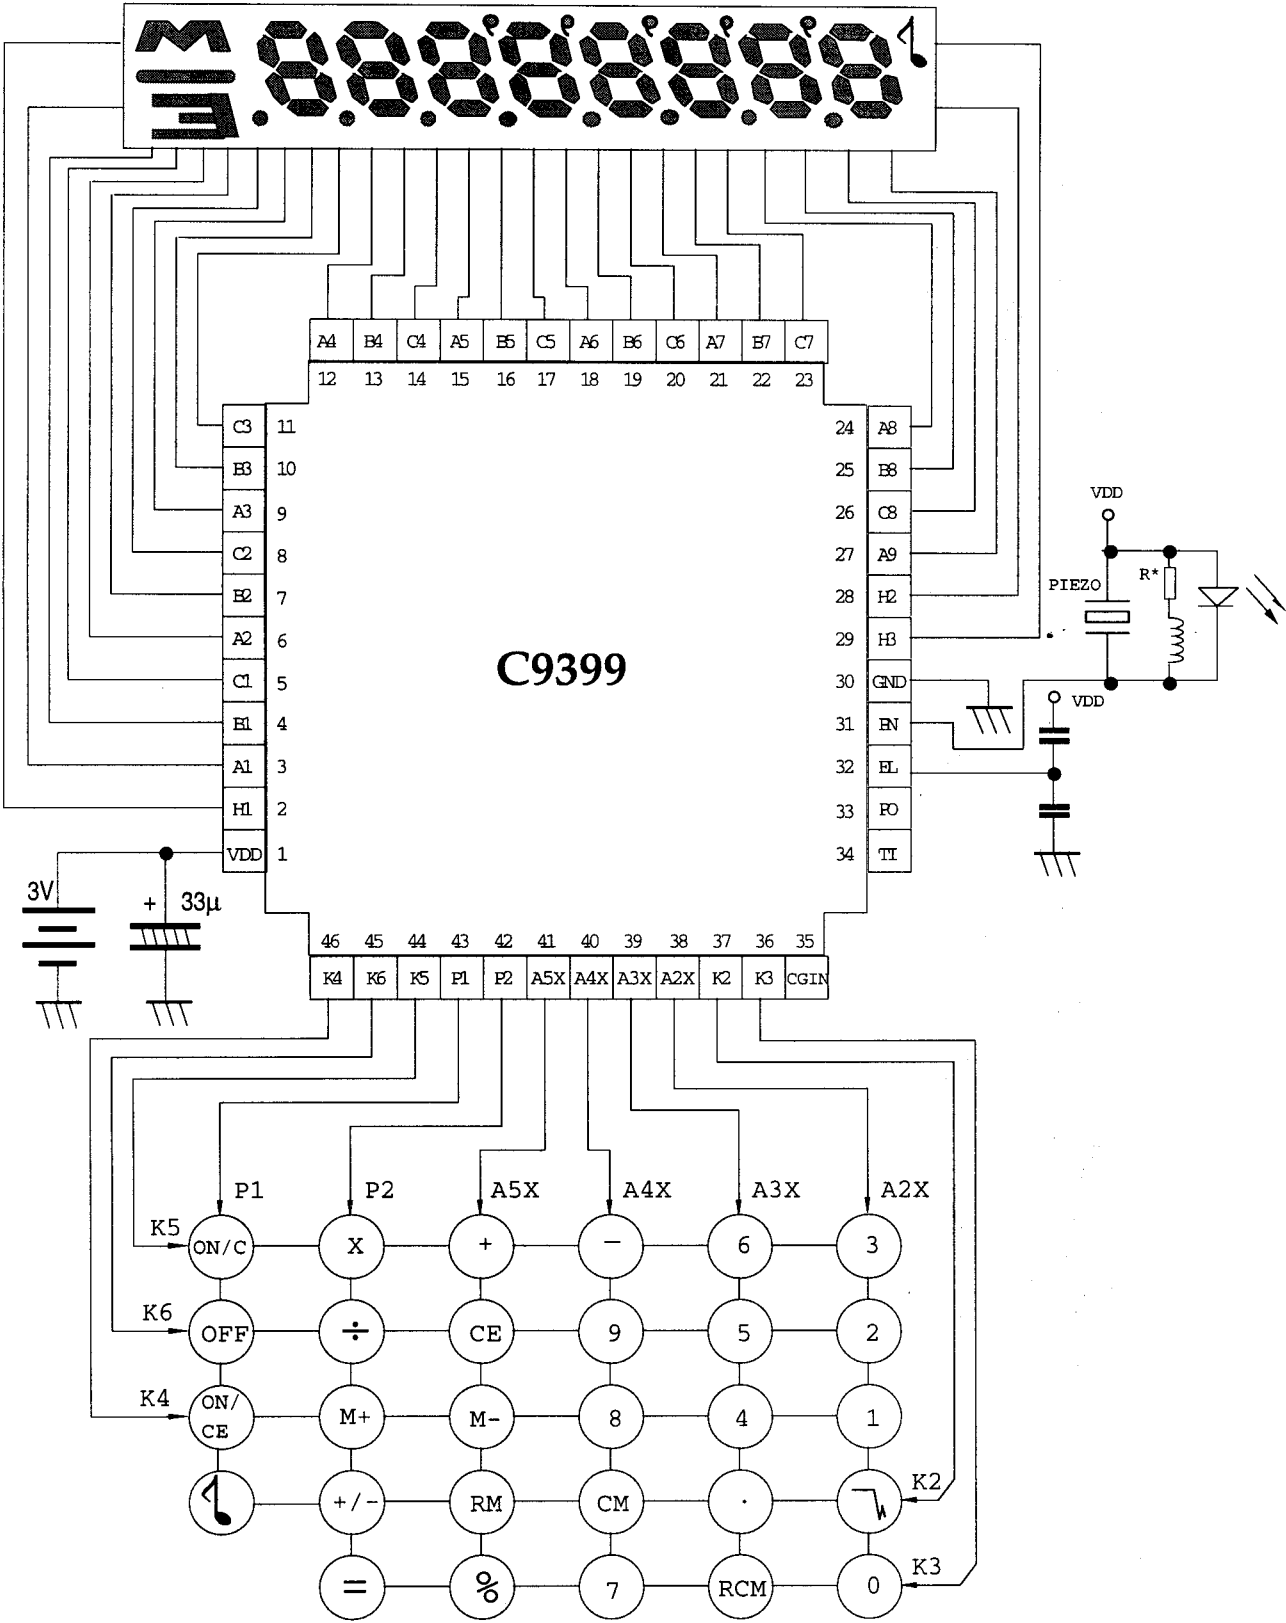 A4 B4 C4 A5 B5 C5 A6 B6 C6 A7 B7 C7
12 13 14 15 16 17 18 19 20 21 22 23
C3 11 24 A8
B3 10 25 B8
A3 9 26 C8
C2 8 27 A9
B2 7 28 H2
A2 6 29 H3
C1 5 30 GND
B1 4 31 BN
A1 3 32 EL
H1 2 33 FO
VDD 1 34 TI
C9399
VDD
PIEZO
R*
VDD
3V
+ 33µ
46 45 44 43 42 41 40 39 38 37 36 35
K4 K6 K5 P1 P2 A5X A4X A3X A2X K2 K3 CGIN
P1 P2 A5X A4X A3X A2X
K5 ON/C X + − 6 3
K6 OFF ÷ CE 9 5 2
K4 ON/
CE M+ M- 8 4 1
+/- RM CM . K2
= % 7 RCM 0 K3